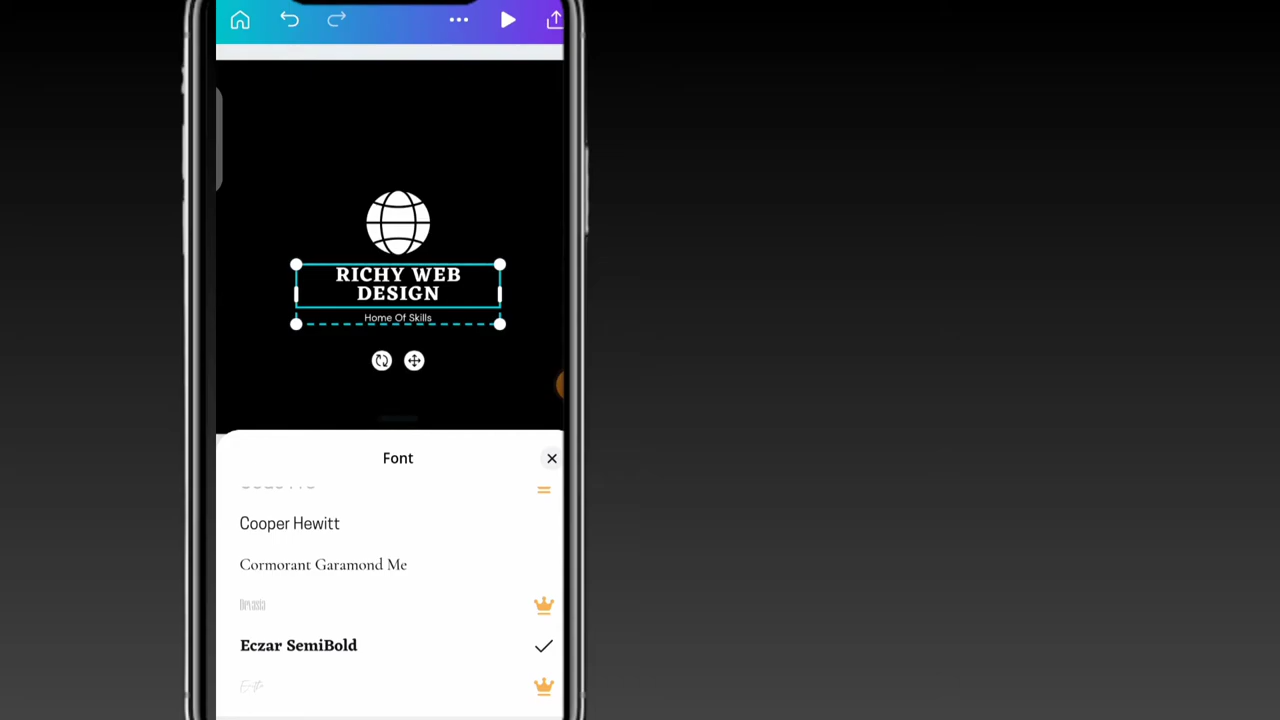 RICHY WEB
DESIGN
Home Of Skills
Font
Cooper Hewitt
Cormorant Garamond Me
Eczar SemiBold